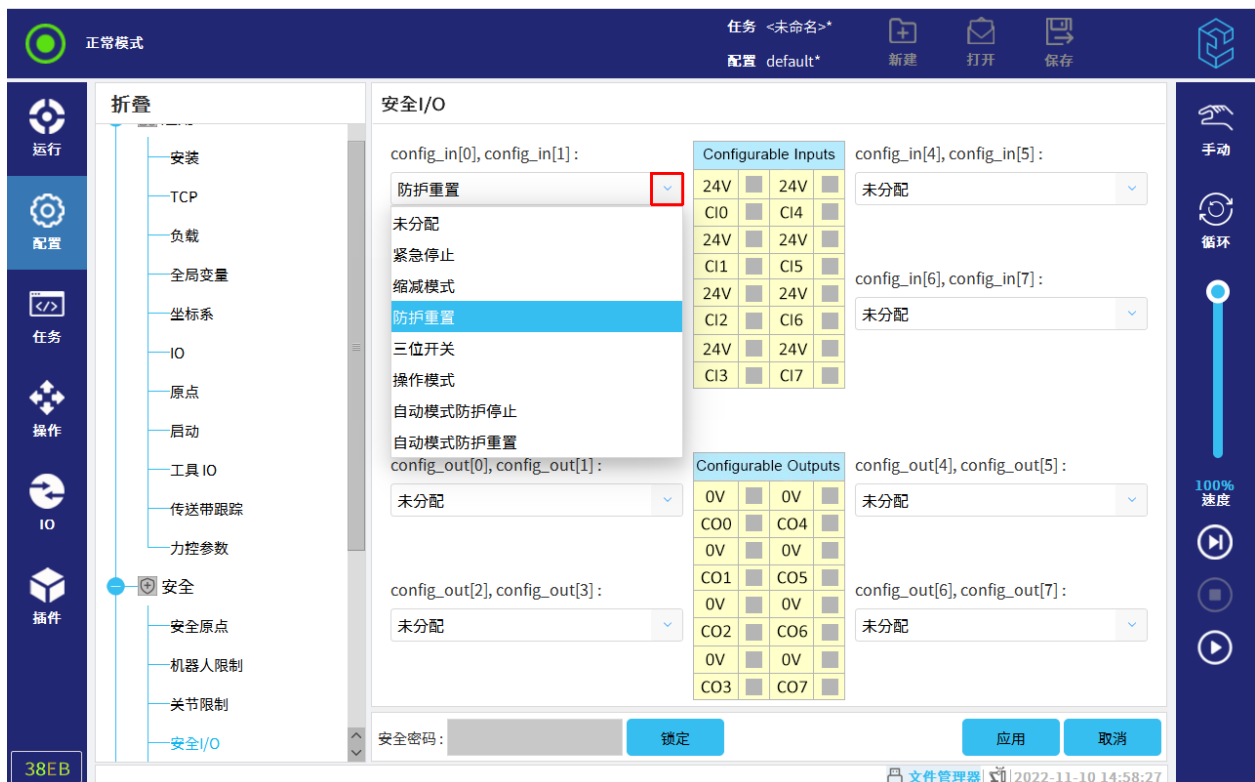 正常模式
任务 <未命名>*
配置 default*
新建
打开
保存
运行
配置
任务
操作
IO
插件
38EB
折叠
安装
TCP
负载
全局变量
坐标系
IO
原点
启动
工具 IO
传送带跟踪
力控参数
安全
安全原点
机器人限制
关节限制
安全I/O
安全I/O
config_in[0], config_in[1] :
防护重置
未分配
紧急停止
缩减模式
防护重置
三位开关
操作模式
自动模式防护停止
自动模式防护重置
Configurable Inputs
24V 24V
CI0 CI4
24V 24V
CI1 CI5
24V 24V
CI2 CI6
24V 24V
CI3 CI7
config_in[4], config_in[5] :
未分配
config_in[6], config_in[7] :
未分配
config_out[0], config_out[1] :
未分配
config_out[2], config_out[3] :
未分配
Configurable Outputs
0V 0V
CO0 CO4
0V 0V
CO1 CO5
0V 0V
CO2 CO6
0V 0V
CO3 CO7
config_out[4], config_out[5] :
未分配
config_out[6], config_out[7] :
未分配
安全密码 :
锁定
应用
取消
文件管理器
2022-11-10 14:58:27
手动
循环
100%
速度